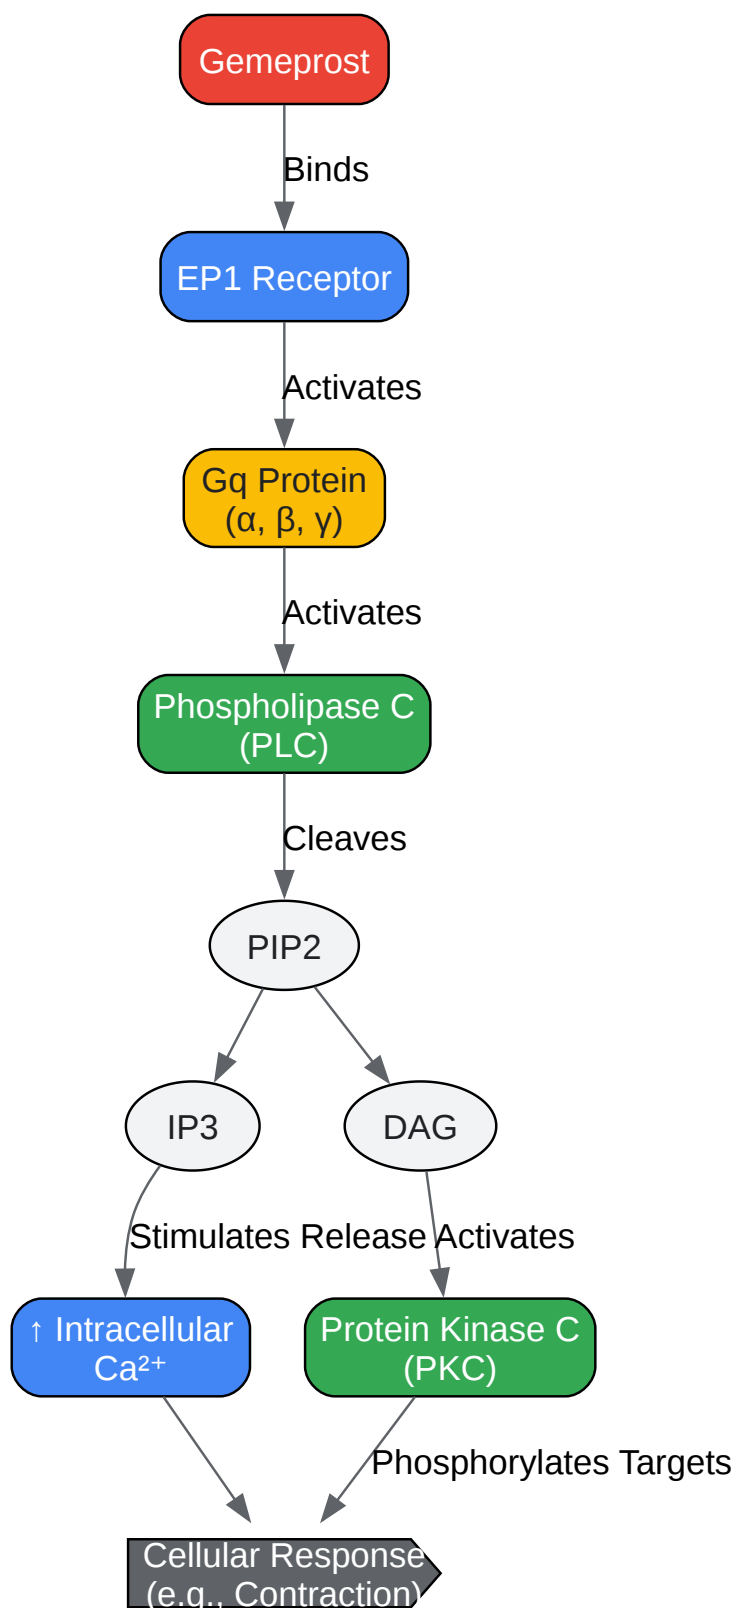 Gemeprost
Binds
EP1 Receptor
Activates
Gq Protein
(α, β, γ)
Activates
Phospholipase C
(PLC)
Cleaves
PIP2
IP3
DAG
Stimulates Release
Activates
↑ Intracellular
Ca²⁺
Protein Kinase C
(PKC)
Phosphorylates Targets
Cellular Response
(e.g., Contraction)